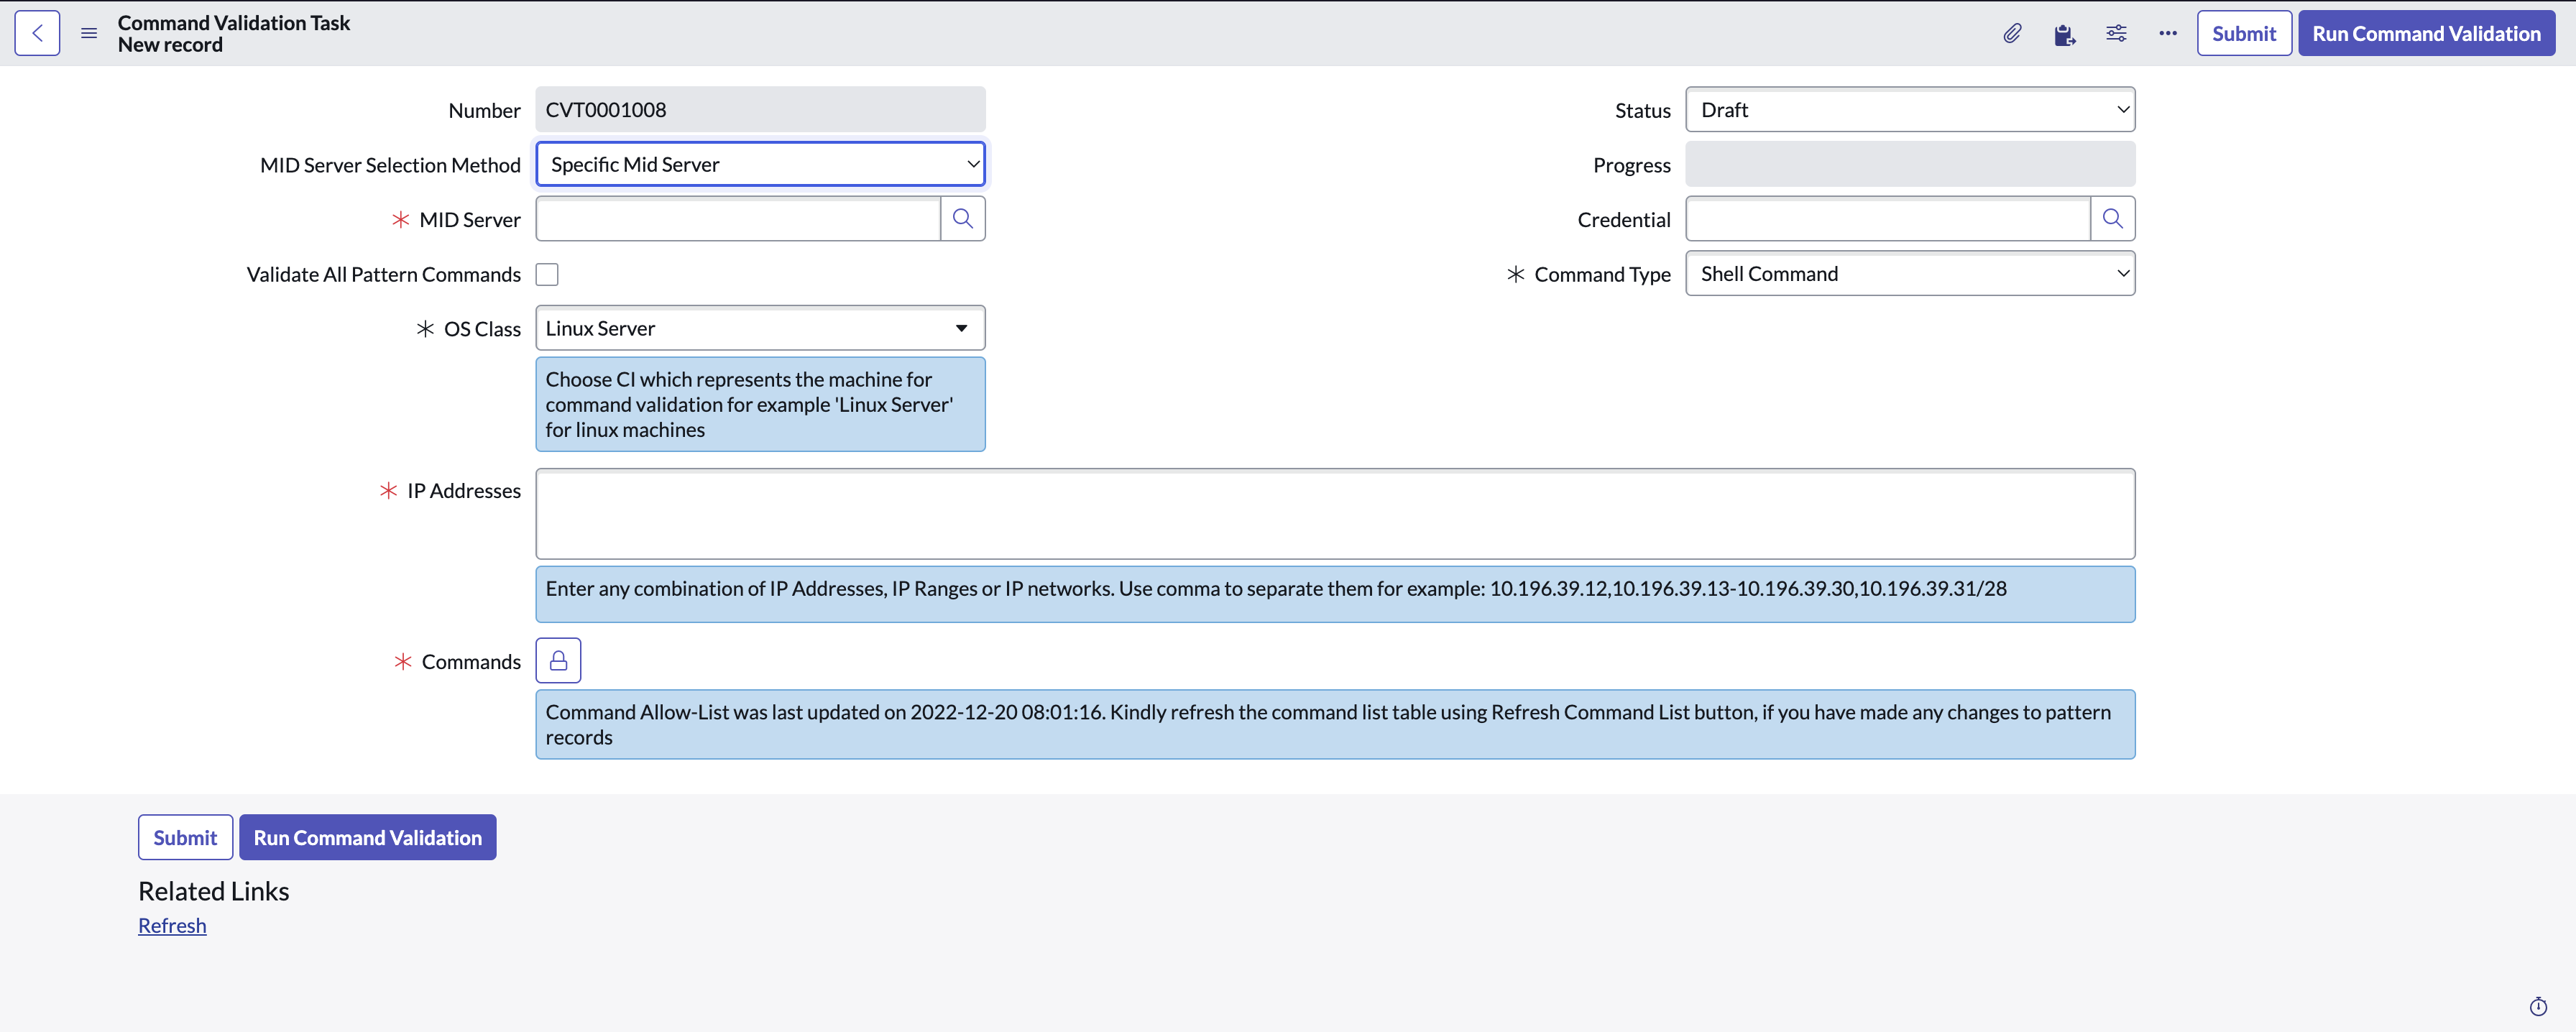 Command Validation Task
New record
Submit
Run Command Validation
Number
CVT0001008
Status
Draft
MID Server Selection Method
Specific Mid Server
Progress
MID Server
Credential
Validate All Pattern Commands
Command Type
Shell Command
OS Class
Linux Server
Choose CI which represents the machine for
command validation for example 'Linux Server'
for linux machines
IP Addresses
Enter any combination of IP Addresses, IP Ranges or IP networks. Use comma to separate them for example: 10.196.39.12,10.196.39.13-10.196.39.30,10.196.39.31/28
Commands
Command Allow-List was last updated on 2022-12-20 08:01:16. Kindly refresh the command list table using Refresh Command List button, if you have made any changes to pattern
records
Submit
Run Command Validation
Related Links
Refresh